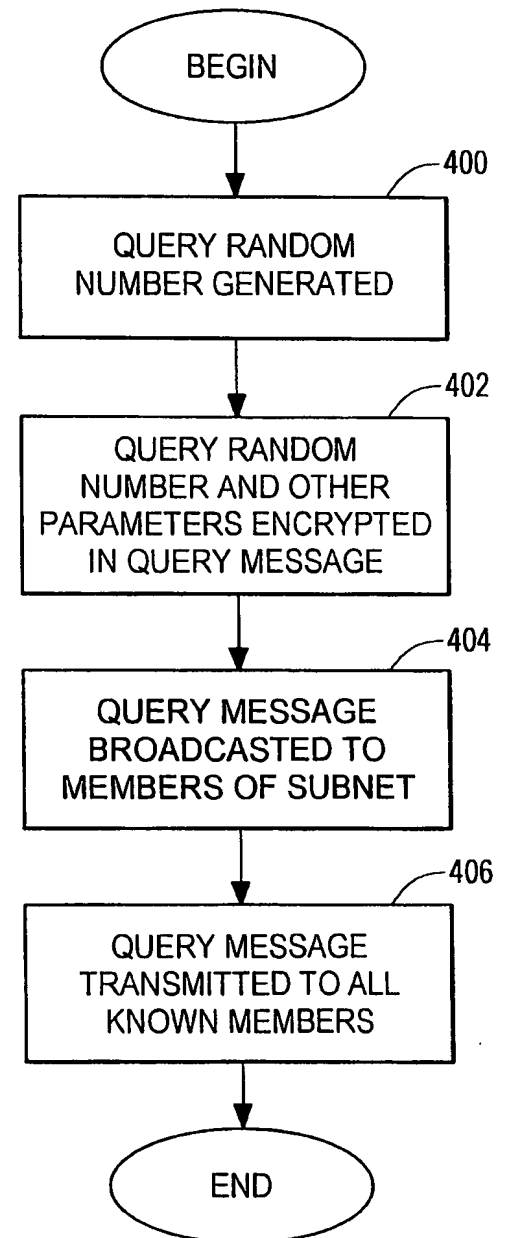 BEGIN
400
QUERY RANDOM
NUMBER GENERATED
402
QUERY RANDOM
NUMBER AND OTHER
PARAMETERS ENCRYPTED
IN QUERY MESSAGE
404
QUERY MESSAGE
BROADCASTED TO
MEMBERS OF SUBNET
406
QUERY MESSAGE
TRANSMITTED TO ALL
KNOWN MEMBERS
END